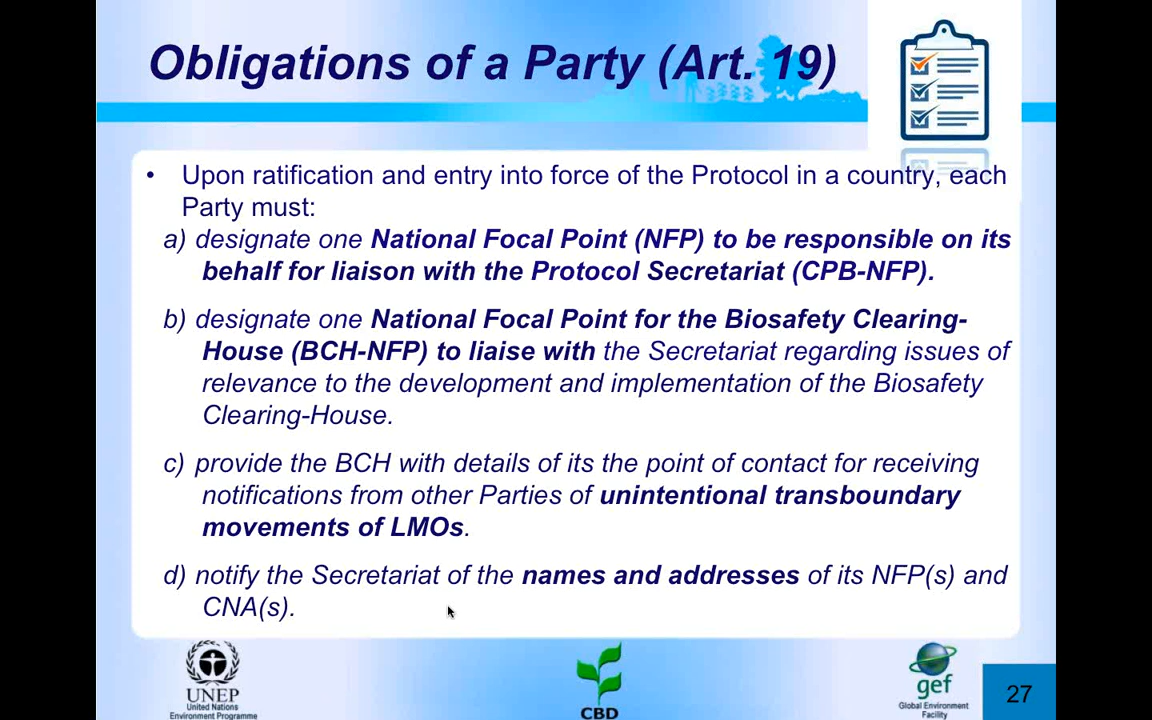 Obligations of a Party (Art. 19)
• Upon ratification and entry into force of the Protocol in a country, each
Party must:
a) designate one National Focal Point (NFP) to be responsible on its
behalf for liaison with the Protocol Secretariat (CPB-NFP).
b) designate one National Focal Point for the Biosafety Clearing-
House (BCH-NFP) to liaise with the Secretariat regarding issues of
relevance to the development and implementation of the Biosafety
Clearing-House.
c) provide the BCH with details of its the point of contact for receiving
notifications from other Parties of unintentional transboundary
movements of LMOs.
d) notify the Secretariat of the names and addresses of its NFP(s) and
CNA(s).
UNEP
United Nations
Environment Programme
CBD
gef
Global Environment
Facility
27